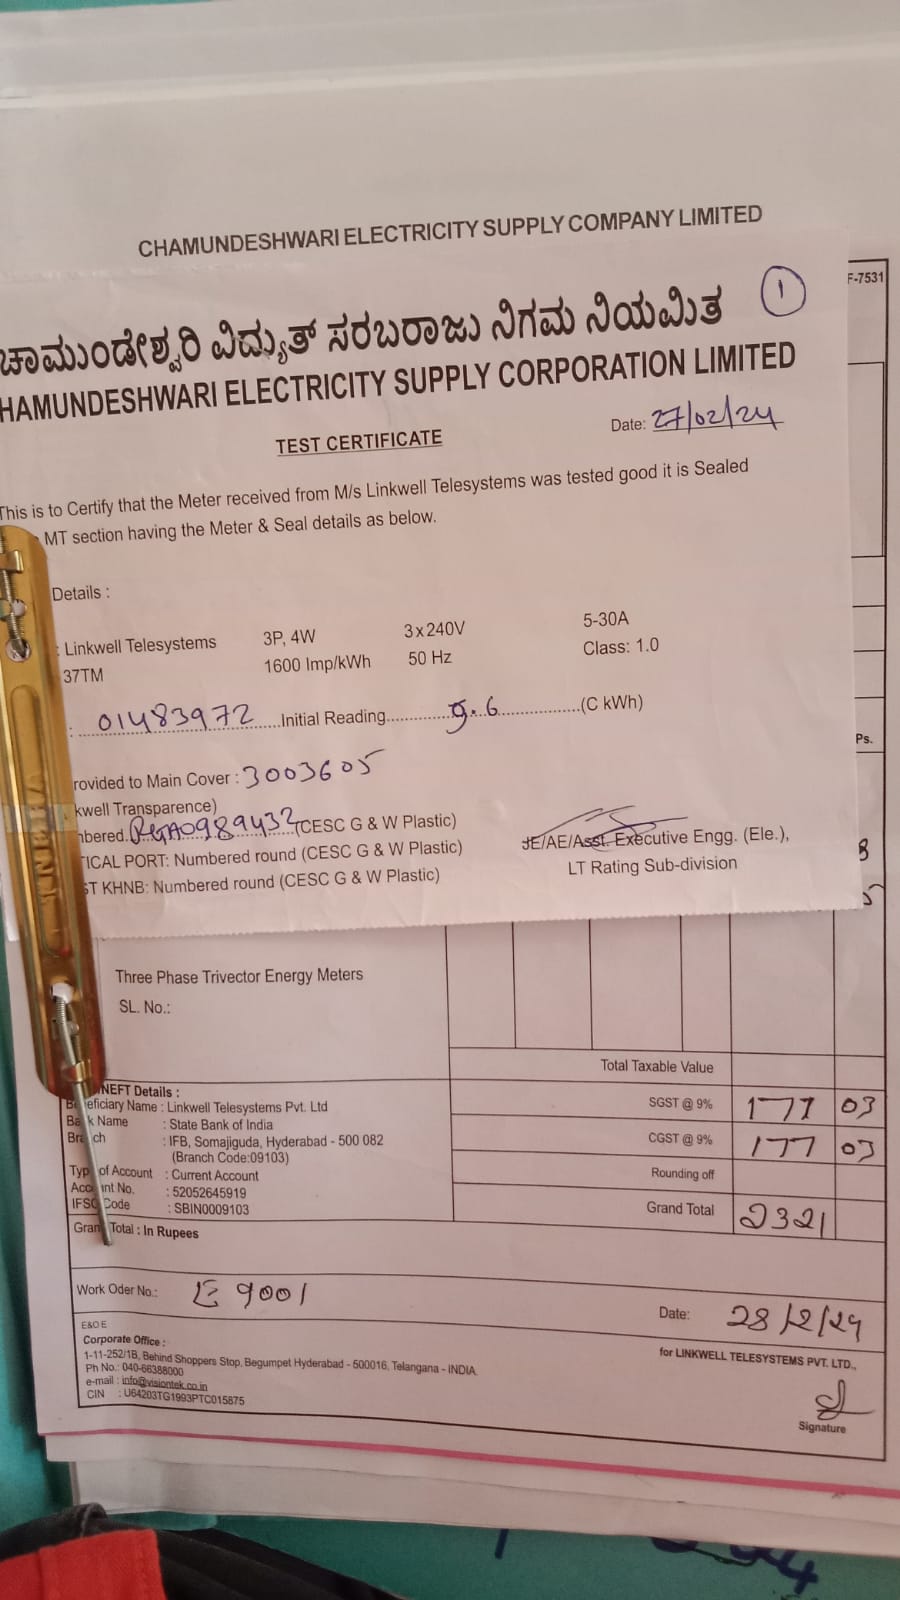 CHAMUNDESHWARI ELECTRICITY SUPPLY COMPANY LIMITED
F-7531
1
ಚಾಮುಂಡೇಶ್ವರಿ ವಿದ್ಯುತ್ ಸರಬರಾಜು ನಿಗಮ ನಿಯಮಿತ
HAMUNDESHWARI ELECTRICITY SUPPLY CORPORATION LIMITED
Date: 27/02/24
TEST CERTIFICATE
This is to Certify that the Meter received from M/s Linkwell Telesystems was tested good it is Sealed
MT section having the Meter & Seal details as below.
Details :
: Linkwell Telesystems 3P, 4W 3x240V 5-30A
37TM 1600 Imp/kWh 50 Hz Class: 1.0
: 01483972 Initial Reading 9.6 (C kWh)
Ps.
rovided to Main Cover : 3003605
kwell Transparence)
nbered. 0989432 (CESC G & W Plastic)
TICAL PORT: Numbered round (CESC G & W Plastic)
ST KHNB: Numbered round (CESC G & W Plastic)
JE/AE/Asst. Executive Engg. (Ele.),
LT Rating Sub-division
8
5
Three Phase Trivector Energy Meters
SL. No.:
Total Taxable Value
NEFT Details :
Beneficiary Name : Linkwell Telesystems Pvt. Ltd
Bank Name : State Bank of India
Branch : IFB, Somajiguda, Hyderabad - 500 082
(Branch Code:09103)
Type of Account : Current Account
Account No. : 52052645919
IFSC Code : SBIN0009103
SGST @ 9% 177 03
CGST @ 9% 177 03
Rounding off
Grand Total 2321
Grand Total : In Rupees
Work Oder No.: 9001
Date: 28/2/24
E&OE
Corporate Office :
1-11-252/1B, Behind Shoppers Stop, Begumpet Hyderabad - 500016, Telangana - INDIA.
Ph No.: 040-66388000
e-mail : info@visiontek.co.in
CIN : U64203TG1993PTC015875
for LINKWELL TELESYSTEMS PVT. LTD.,
Signature